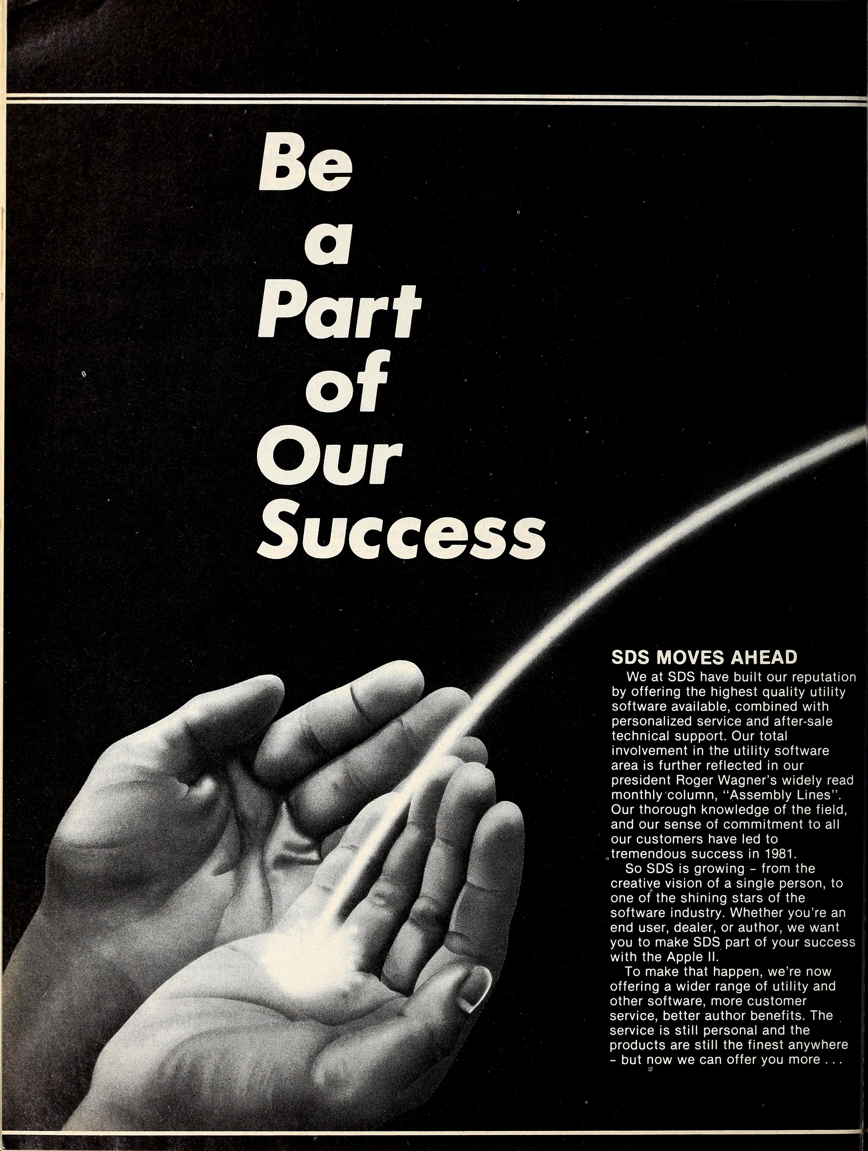 Be
a
Part
of
Our
Success
SDS MOVES AHEAD
We at SDS have built our reputation
by offering the highest quality utility
software available, combined with
personalized service and after-sale
technical support. Our total
involvement in the utility software
area is further reflected in our
president Roger Wagner's widely read
monthly column, "Assembly Lines".
Our thorough knowledge of the field,
and our sense of commitment to all
our customers have led to
tremendous success in 1981.
So SDS is growing – from the
creative vision of a single person, to
one of the shining stars of the
software industry. Whether you're an
end user, dealer, or author, we want
you to make SDS part of your success
with the Apple II.
To make that happen, we're now
offering a wider range of utility and
other software, more customer
service, better author benefits. The
service is still personal and the
products are still the finest anywhere
– but now we can offer you more . . .